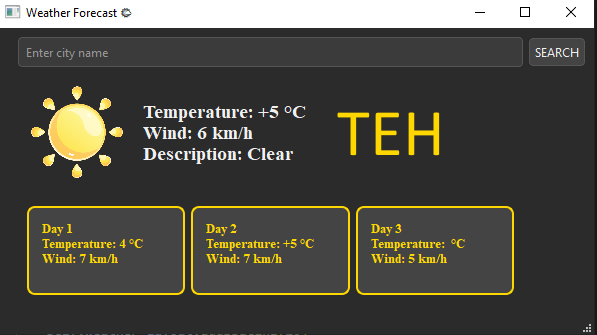 Weather Forecast
Enter city name
SEARCH
Temperature: +5 °C
Wind: 6 km/h
Description: Clear
TEH
Day 1
Temperature: 4 °C
Wind: 7 km/h
Day 2
Temperature: +5 °C
Wind: 7 km/h
Day 3
Temperature:  °C
Wind: 5 km/h